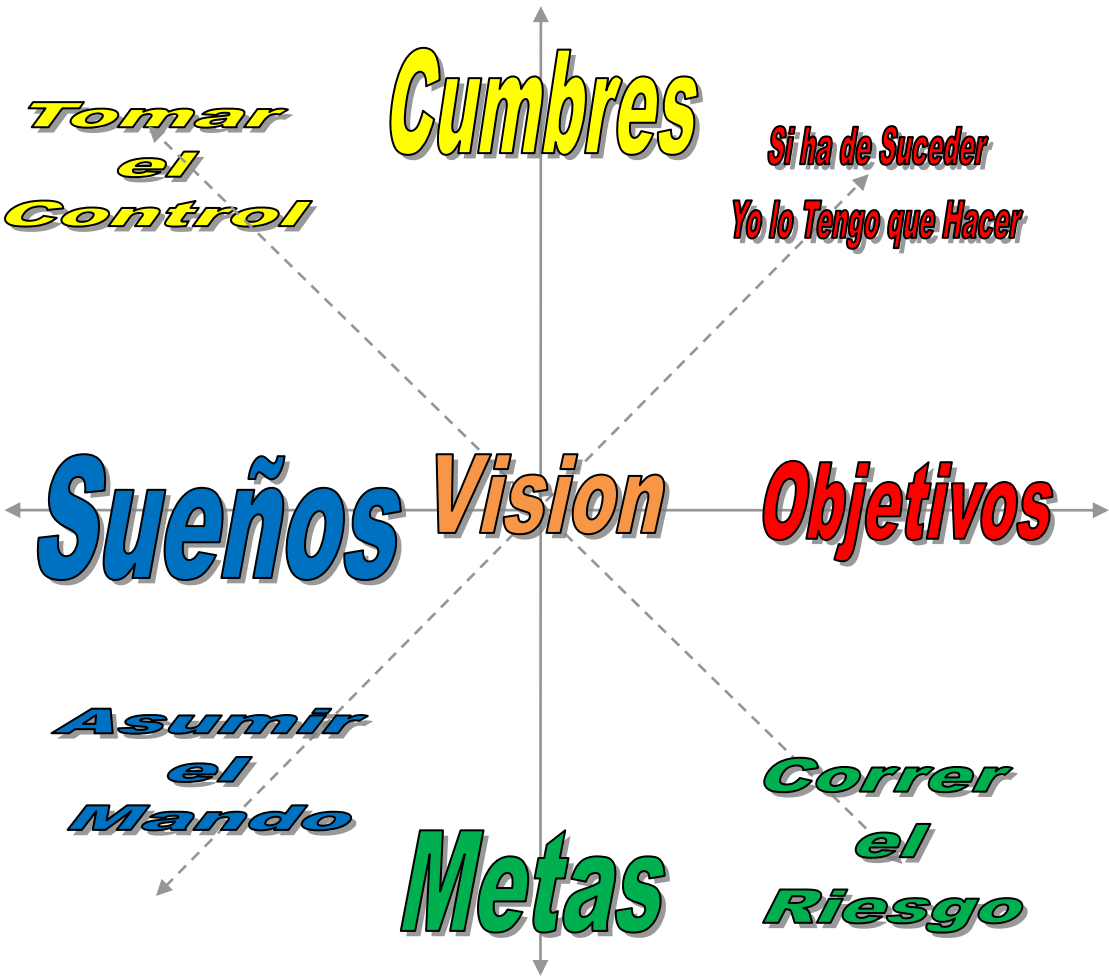 Cumbres
Tomar
el
Control
Si ha de Suceder
Yo lo Tengo que Hacer
Sueños
Vision
Objetivos
Asumir
el
Mando
Metas
Correr
el
Riesgo